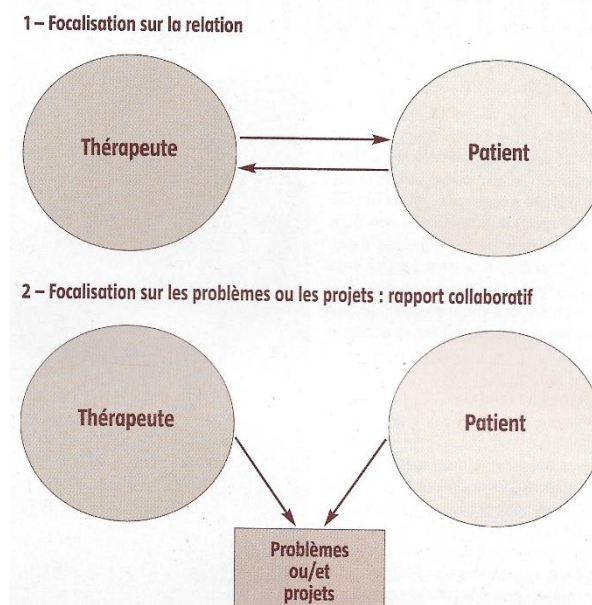 1 – Focalisation sur la relation
Thérapeute
Patient
2 – Focalisation sur les problèmes ou les projets : rapport collaboratif
Thérapeute
Patient
Problèmes
ou/et
projets